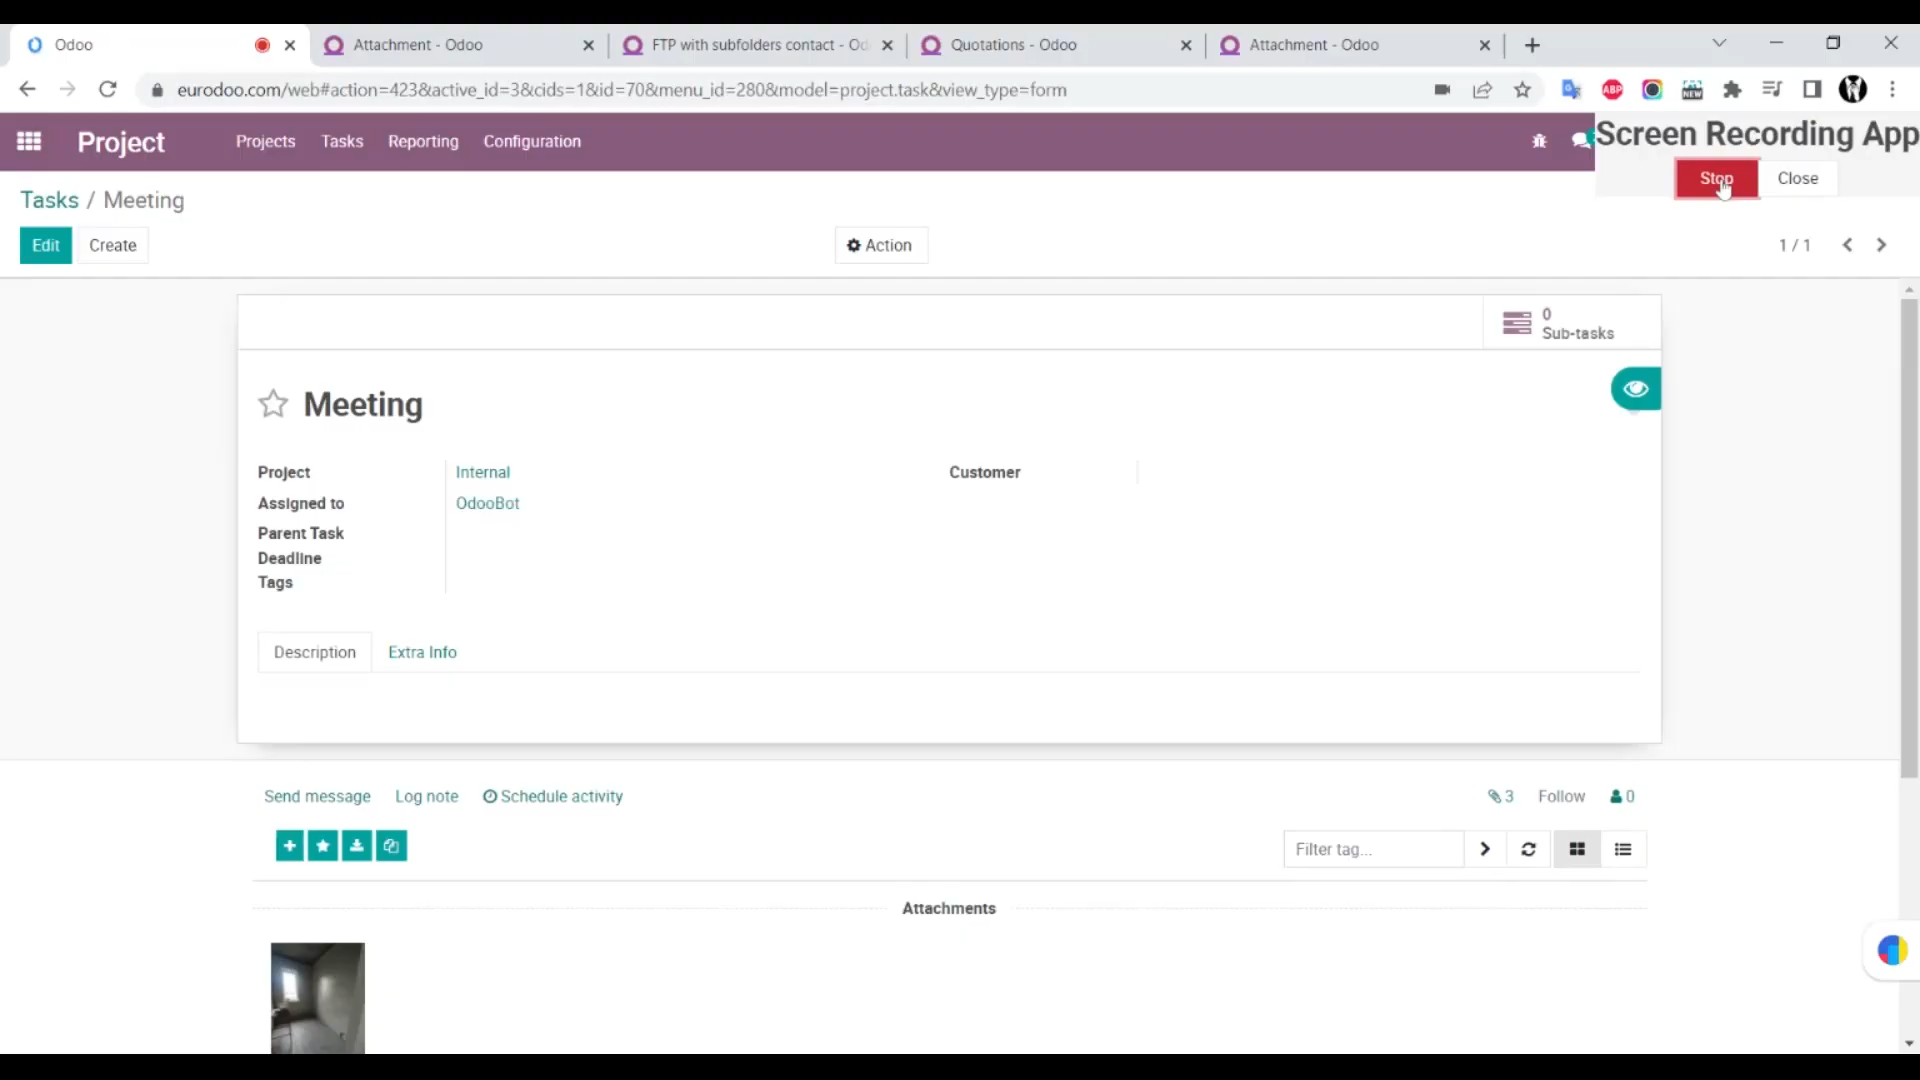 Odoo
Attachment - Odoo
FTP with subfolders contact - Od
Quotations - Odoo
Attachment - Odoo
eurodoo.com/web#action=423&active_id=3&cids=1&id=70&menu_id=280&model=project.task&view_type=form
ABP
NEW
Project
Projects
Tasks
Reporting
Configuration
Screen Recording App
Stop
Close
Tasks / Meeting
Edit
Create
Action
1 / 1
0
Sub-tasks
Meeting
Project
Internal
Customer
Assigned to
OdooBot
Parent Task
Deadline
Tags
Description
Extra Info
Send message
Log note
Schedule activity
3
Follow
0
Filter tag...
Attachments